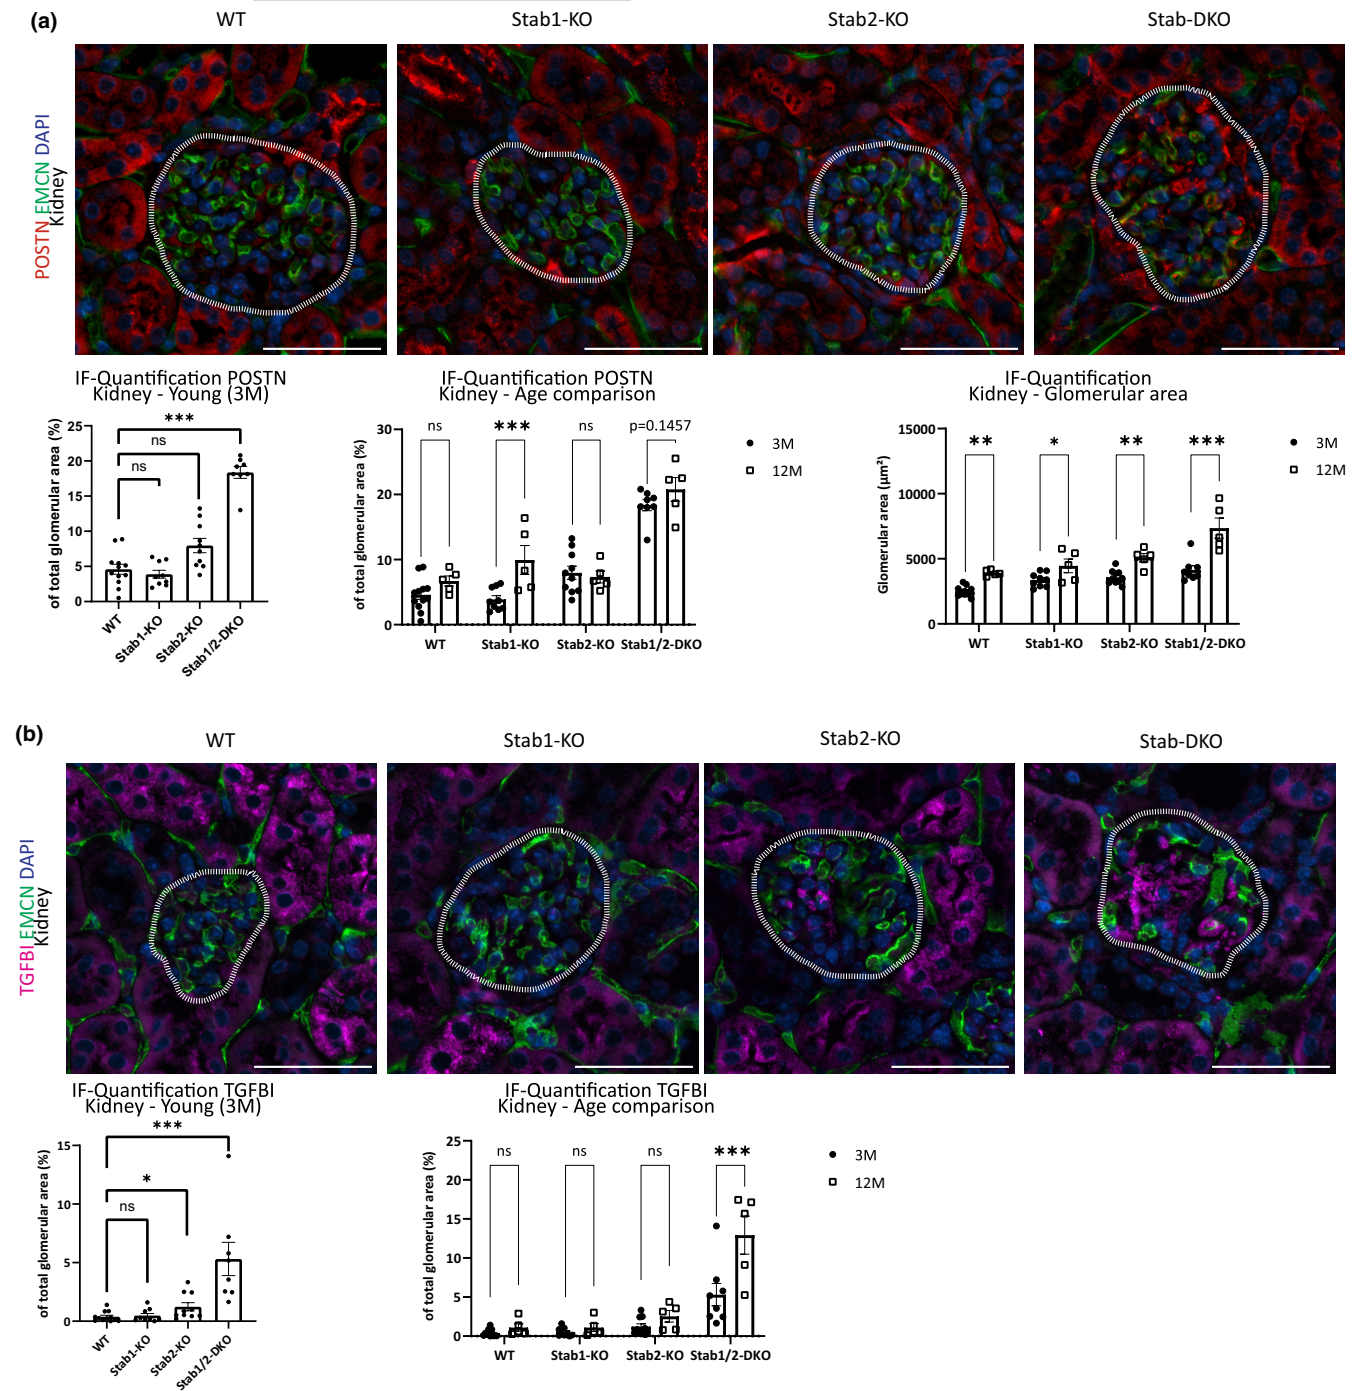 (a)
WT
Stab1-KO
Stab2-KO
Stab-DKO
POSTN EMCN DAPI
Kidney
IF-Quantification POSTN
Kidney - Young (3M)
of total glomerular area (%)
25
20
15
10
5
0
***
ns
ns
WT
Stab1-KO
Stab2-KO
Stab1/2-DKO
IF-Quantification POSTN
Kidney - Age comparison
of total glomerular area (%)
30
20
10
0
ns
***
ns
p=0.1457
WT
Stab1-KO
Stab2-KO
Stab1/2-DKO
3M
12M
IF-Quantification
Kidney - Glomerular area
Glomerular area (µm²)
15000
10000
5000
0
**
*
**
***
WT
Stab1-KO
Stab2-KO
Stab1/2-DKO
3M
12M
(b)
WT
Stab1-KO
Stab2-KO
Stab-DKO
TGFBI EMCN DAPI
Kidney
IF-Quantification TGFBI
Kidney - Young (3M)
of total glomerular area (%)
15
10
5
0
***
*
ns
WT
Stab1-KO
Stab2-KO
Stab1/2-DKO
IF-Quantification TGFBI
Kidney - Age comparison
of total glomerular area (%)
25
20
15
10
5
0
ns
ns
ns
***
WT
Stab1-KO
Stab2-KO
Stab1/2-DKO
3M
12M